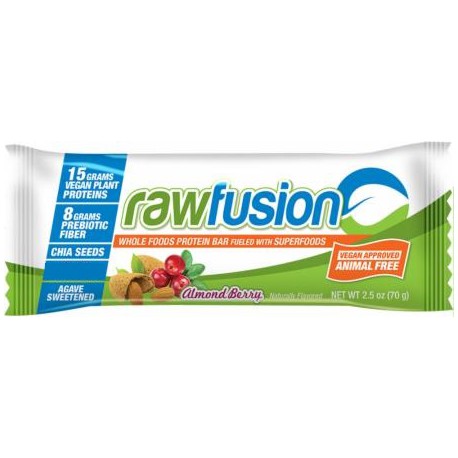 15 GRAMS
VEGAN PLANT
PROTEINS
8 GRAMS
PREBIOTIC
FIBER
CHIA SEEDS
AGAVE
SWEETENED
rawfusion
WHOLE FOODS PROTEIN BAR FUELED WITH SUPERFOODS
VEGAN APPROVED
ANIMAL FREE
Almond Berry Naturally Flavored
NET WT 2.5 oz (70 g)